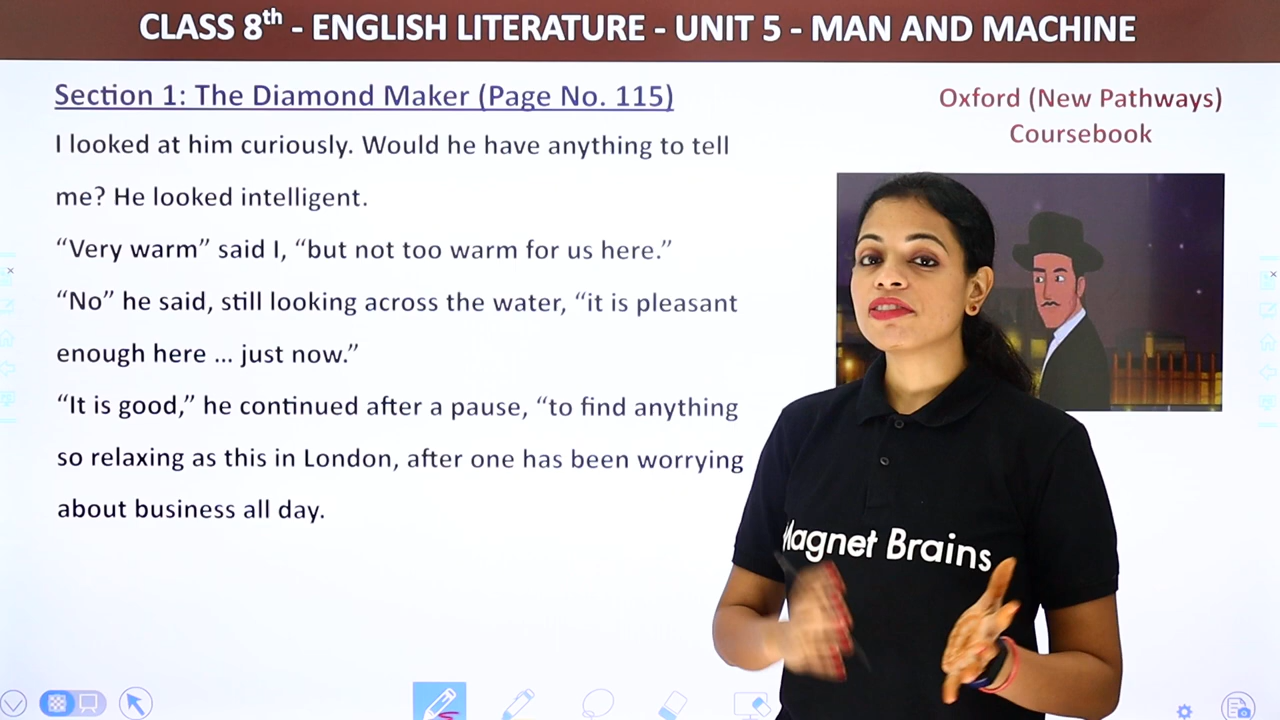 CLASS 8th - ENGLISH LITERATURE - UNIT 5 - MAN AND MACHINE
Section 1: The Diamond Maker (Page No. 115)
Oxford (New Pathways)
Coursebook
I looked at him curiously. Would he have anything to tell
me? He looked intelligent.
“Very warm” said I, “but not too warm for us here.”
“No” he said, still looking across the water, “it is pleasant
enough here ... just now.”
“It is good,” he continued after a pause, “to find anything
so relaxing as this in London, after one has been worrying
about business all day.
Magnet Brains